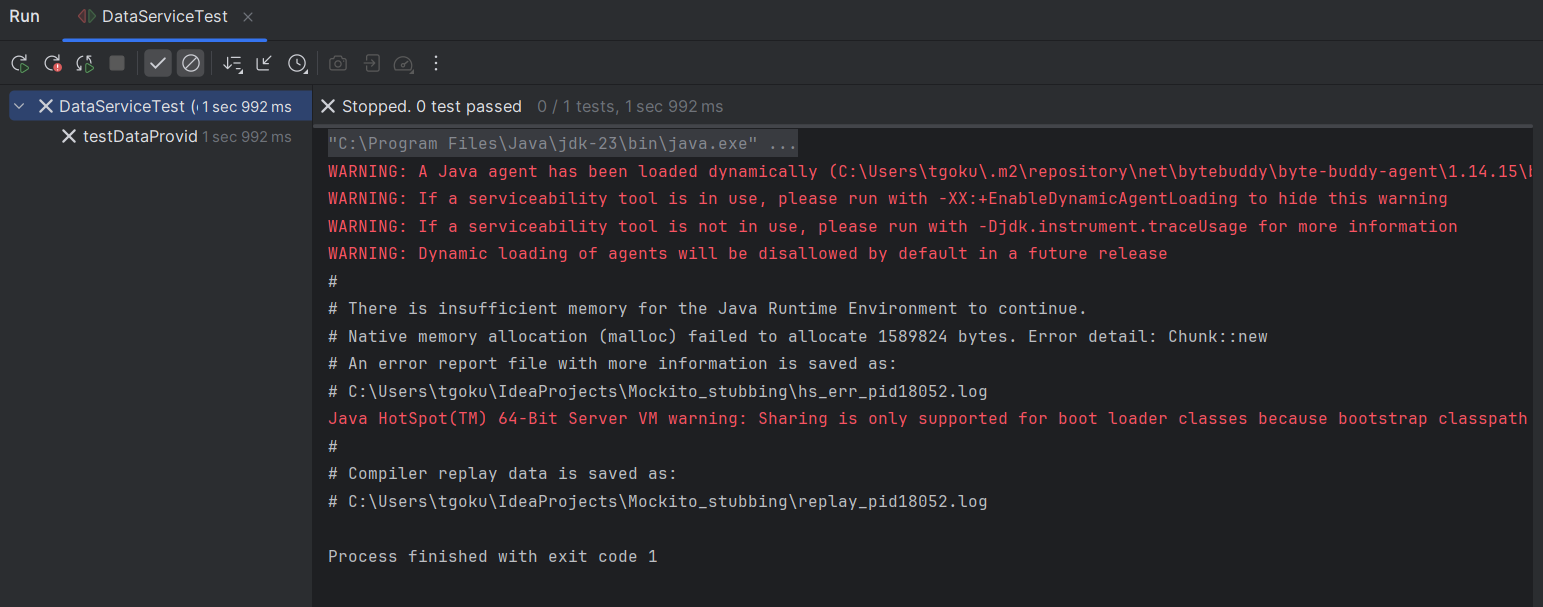 Run DataServiceTest
DataServiceTest ( 1 sec 992 ms
testDataProvid 1 sec 992 ms
Stopped. 0 test passed 0 / 1 tests, 1 sec 992 ms
"C:\Program Files\Java\jdk-23\bin\java.exe" ...
WARNING: A Java agent has been loaded dynamically (C:\Users\tgoku\.m2\repository\net\bytebuddy\byte-buddy-agent\1.14.15\
WARNING: If a serviceability tool is in use, please run with -XX:+EnableDynamicAgentLoading to hide this warning
WARNING: If a serviceability tool is not in use, please run with -Djdk.instrument.traceUsage for more information
WARNING: Dynamic loading of agents will be disallowed by default in a future release
#
# There is insufficient memory for the Java Runtime Environment to continue.
# Native memory allocation (malloc) failed to allocate 1589824 bytes. Error detail: Chunk::new
# An error report file with more information is saved as:
# C:\Users\tgoku\IdeaProjects\Mockito_stubbing\hs_err_pid18052.log
Java HotSpot(TM) 64-Bit Server VM warning: Sharing is only supported for boot loader classes because bootstrap classpath
#
# Compiler replay data is saved as:
# C:\Users\tgoku\IdeaProjects\Mockito_stubbing\replay_pid18052.log
Process finished with exit code 1